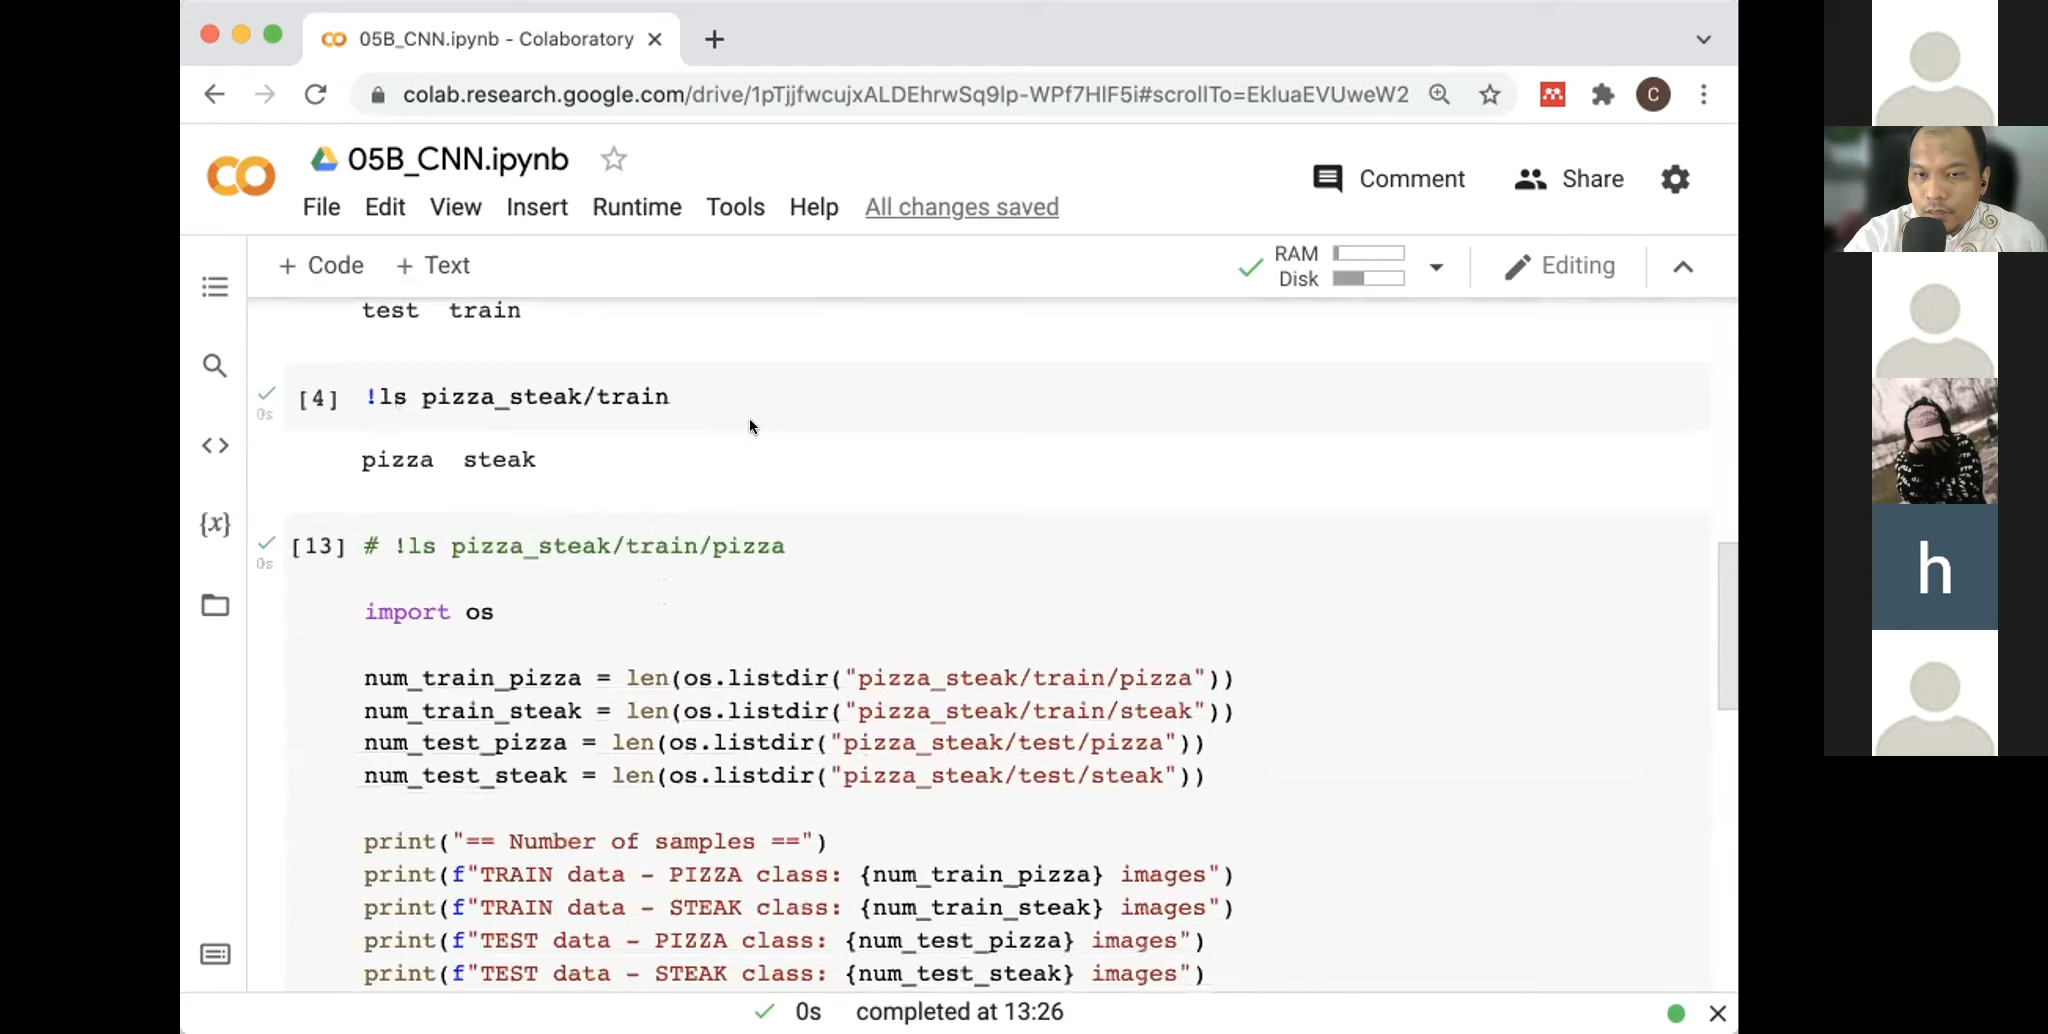 05B_CNN.ipynb - Colaboratory
colab.research.google.com/drive/1pTjjfwcujxALDEhrwSq9lp-WPf7HlF5i#scrollTo=EkluaEVUweW2
C
05B_CNN.ipynb
Comment
Share
File Edit View Insert Runtime Tools Help All changes saved
+ Code + Text
RAM
Disk
Editing
test train
0s
[4] !ls pizza_steak/train
pizza steak
0s
[13] # !ls pizza_steak/train/pizza
import os
num_train_pizza = len(os.listdir("pizza_steak/train/pizza"))
num_train_steak = len(os.listdir("pizza_steak/train/steak"))
num_test_pizza = len(os.listdir("pizza_steak/test/pizza"))
num_test_steak = len(os.listdir("pizza_steak/test/steak"))
print("== Number of samples ==")
print(f"TRAIN data - PIZZA class: {num_train_pizza} images")
print(f"TRAIN data - STEAK class: {num_train_steak} images")
print(f"TEST data - PIZZA class: {num_test_pizza} images")
print(f"TEST data - STEAK class: {num_test_steak} images")
0s completed at 13:26
h